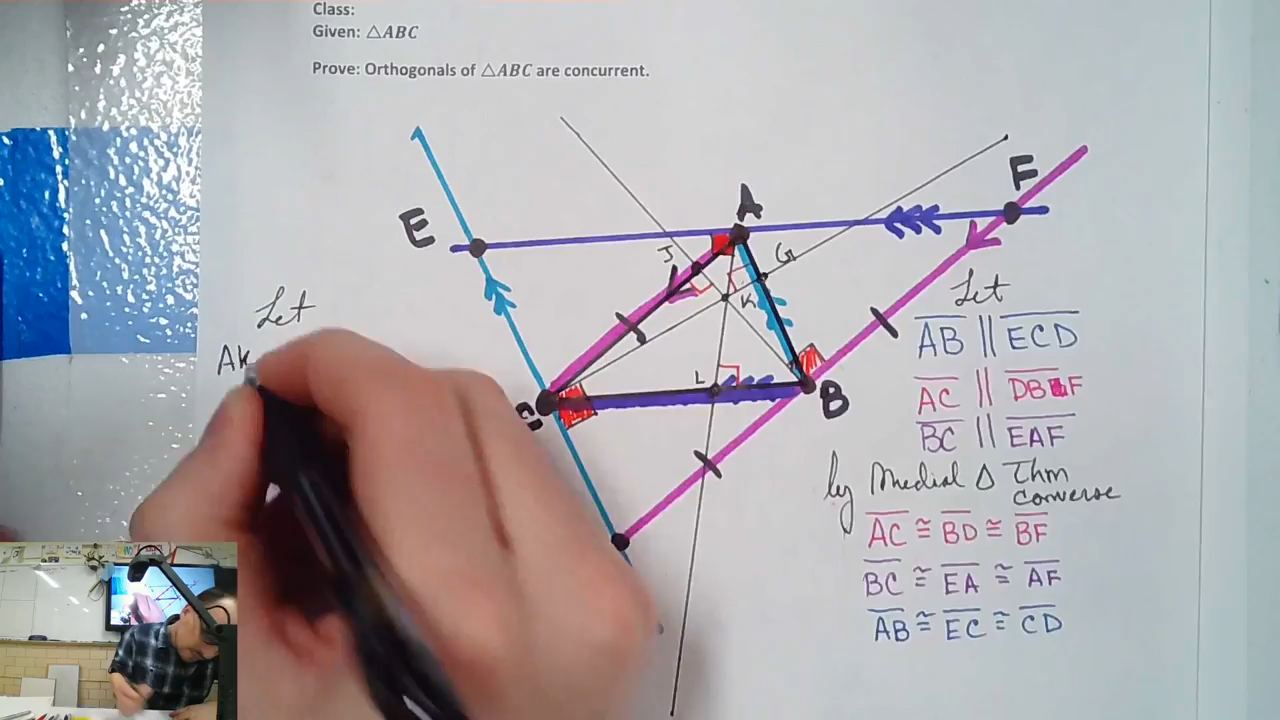 Class:
Given: △ABC
Prove: Orthogonals of △ABC are concurrent.
E
A
F
J
G
K
L
C
B
Let
AK
Let
AB || ECD
AC || DBF
BC || EAF
by Medial △ Thm
converse
AC ≅ BD ≅ BF
BC ≅ EA ≅ AF
AB ≅ EC ≅ CD